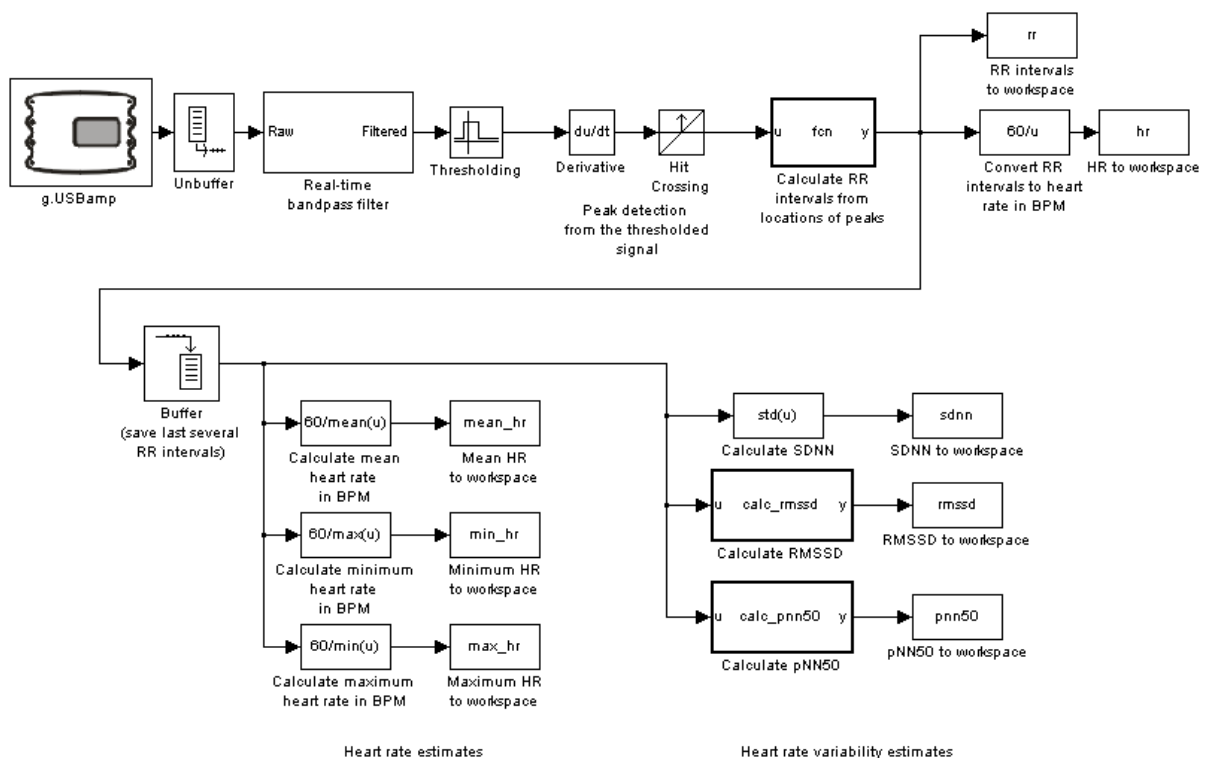 rr
RR intervals
to workspace
g.USBamp
Unbuffer
Raw Filtered
Real-time
bandpass filter
Thresholding
du/dt
Derivative
Hit
Crossing
Peak detection
from the thresholded
signal
u fcn y
Calculate RR
intervals from
locations of peaks
60/u
Convert RR
intervals to heart
rate in BPM
hr
HR to workspace
Buffer
(save last several
RR intervals)
60/mean(u)
Calculate mean
heart rate
in BPM
mean_hr
Mean HR
to workspace
60/max(u)
Calculate minimum
heart rate
in BPM
min_hr
Minimum HR
to workspace
60/min(u)
Calculate maximum
heart rate in BPM
max_hr
Maximum HR
to workspace
Heart rate estimates
std(u)
Calculate SDNN
sdnn
SDNN to workspace
u calc_rmssd y
Calculate RMSSD
rmssd
RMSSD to workspace
u calc_pnn50 y
Calculate pNN50
pnn50
pNN50 to workspace
Heart rate variability estimates